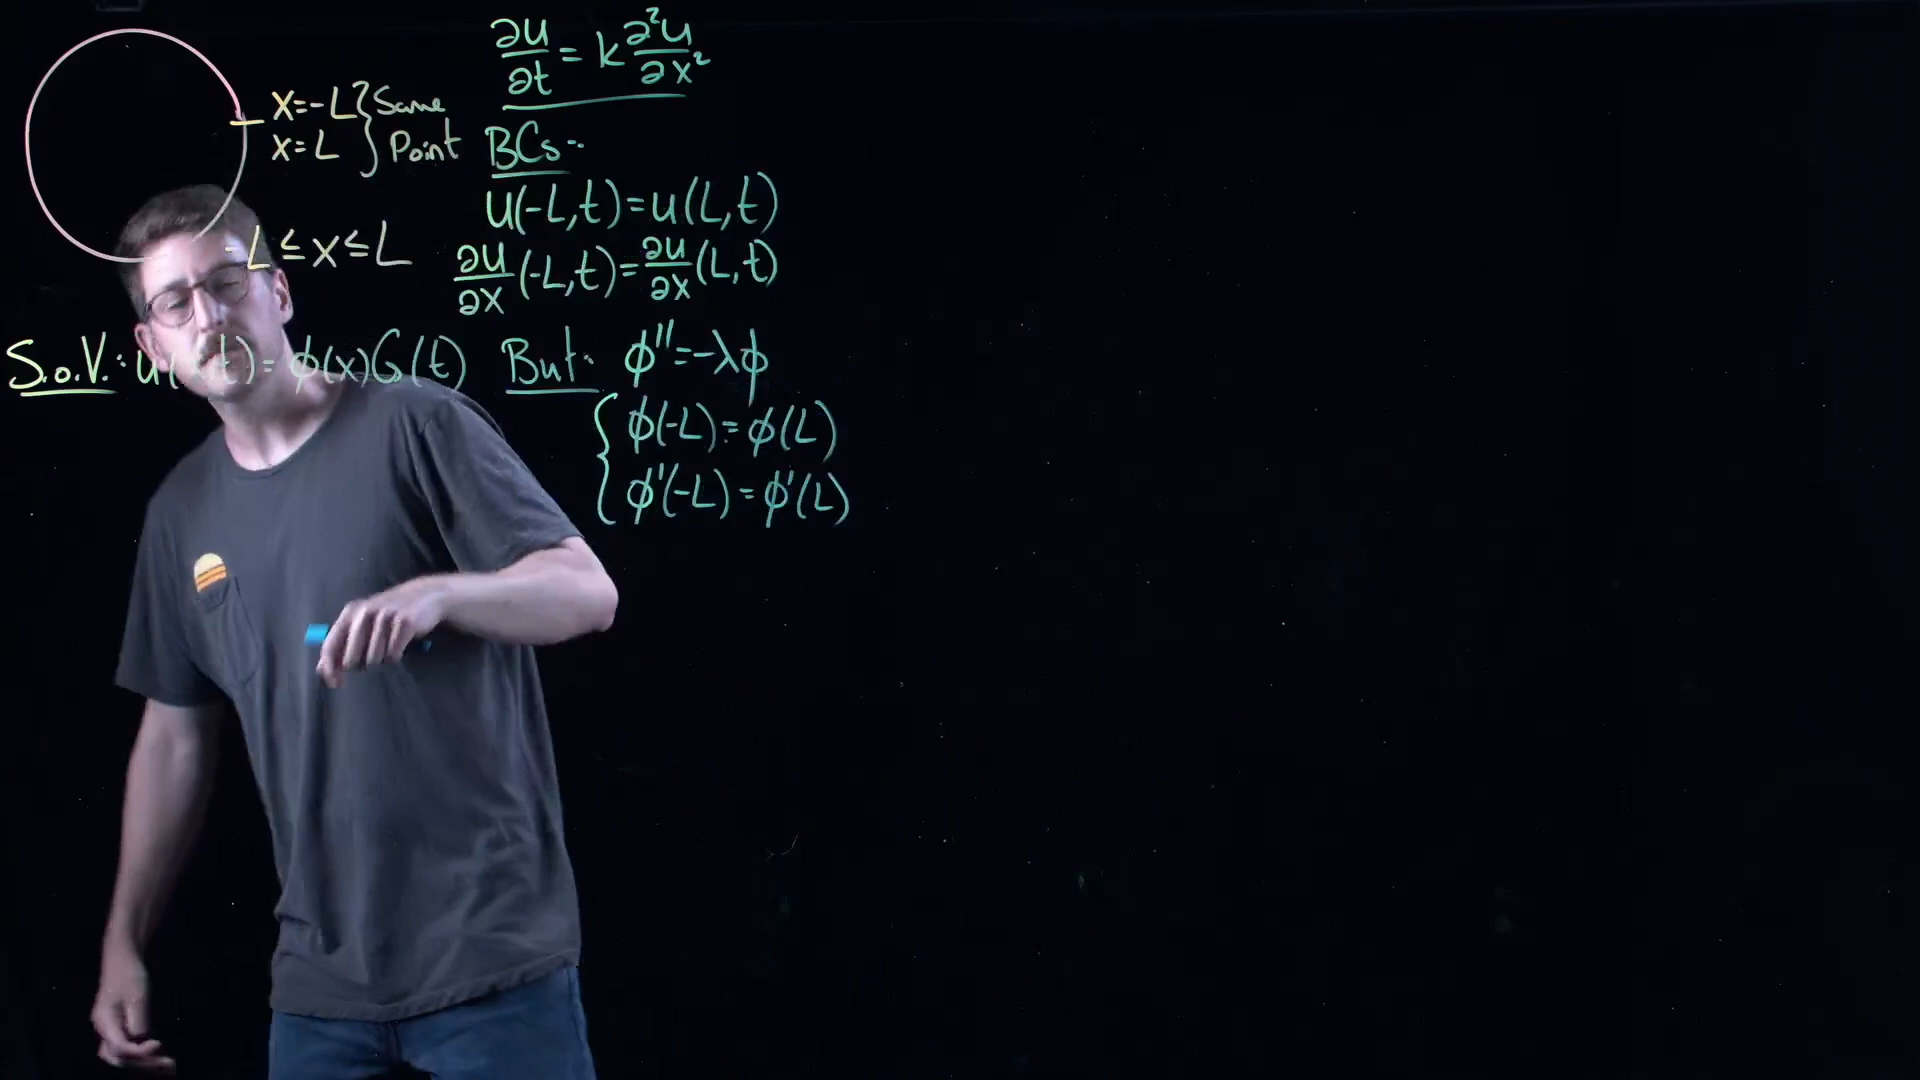 x=-L } Same
x=L } Point
-L ≤ x ≤ L
∂u/∂t = k ∂²u/∂x²
BCs:
u(-L,t)=u(L,t)
∂u/∂x (-L,t)=∂u/∂x (L,t)
S.o.V.: u(x,t)=ϕ(x)G(t)
But: ϕ''=-λϕ
{ ϕ(-L)=ϕ(L)
ϕ'(-L)=ϕ'(L)